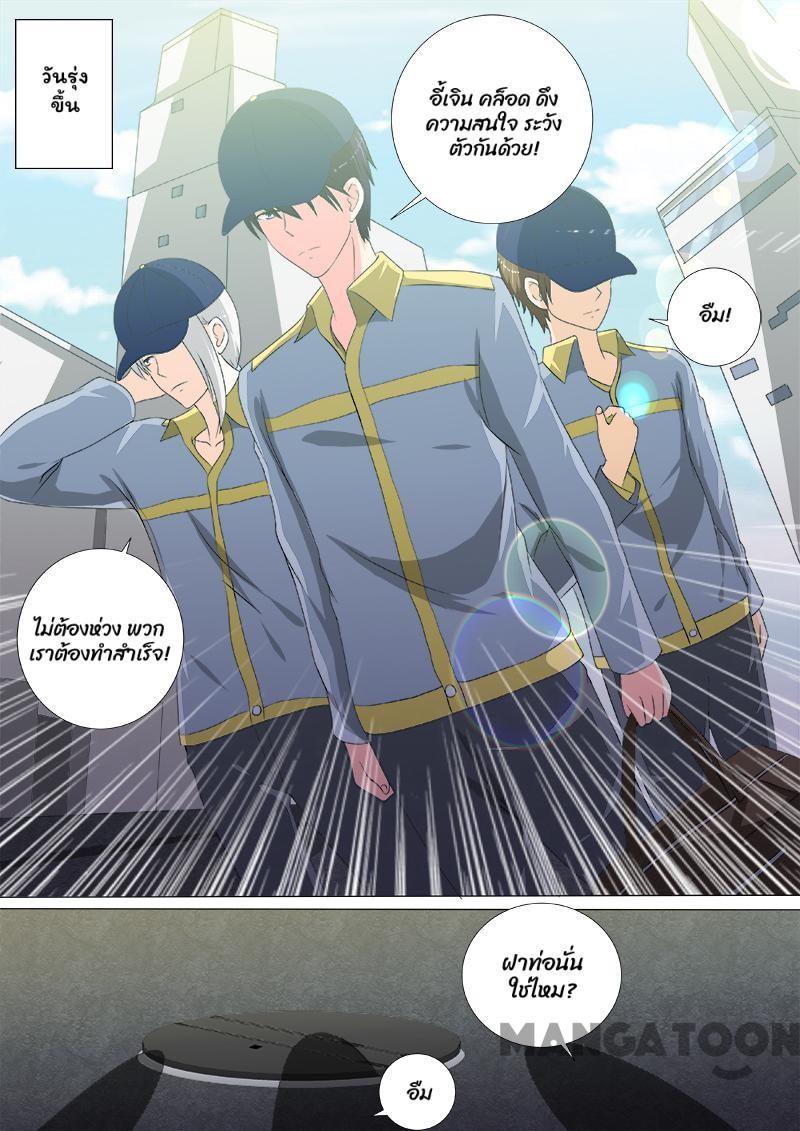 วันรุ่ง
ขึ้น
อี้เจิน คล็อด ดึง
ความสนใจ ระวัง
ตัวกันด้วย!
อืม!
ไม่ต้องห่วง พวก
เราต้องทำสำเร็จ!
ฝาท่อนั่น
ใช่ไหม?
MANGATOON
อืม